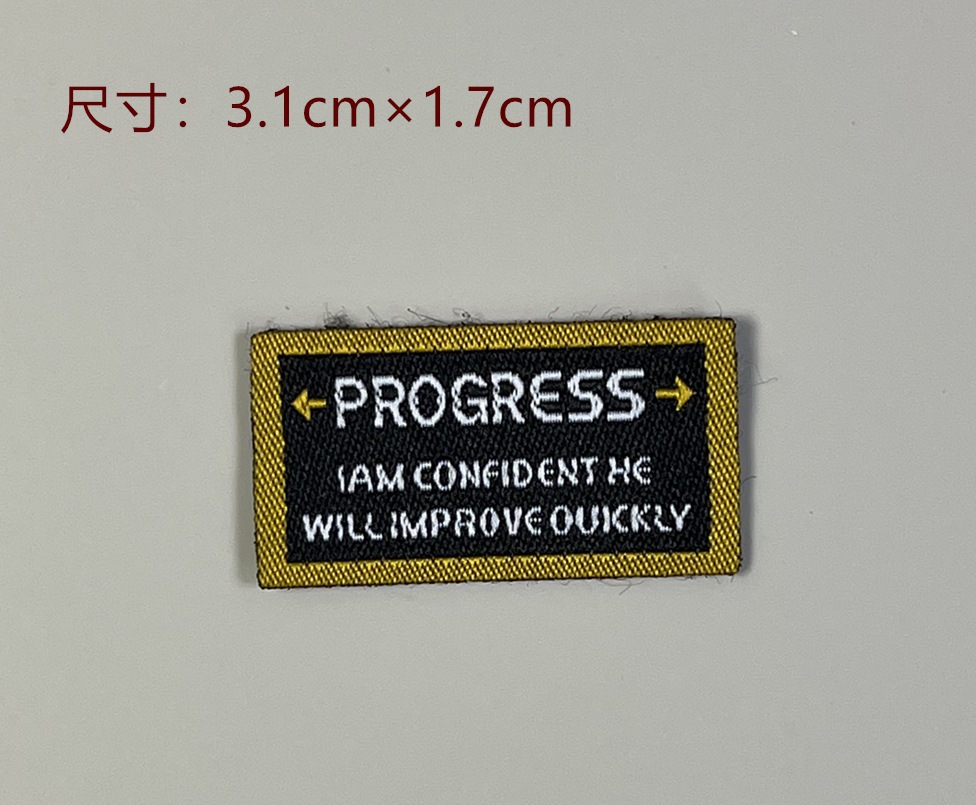 尺寸：3.1cm×1.7cm
←PROGRESS→
IAM CONFIDENT HE
WILL IMPROVE QUICKLY